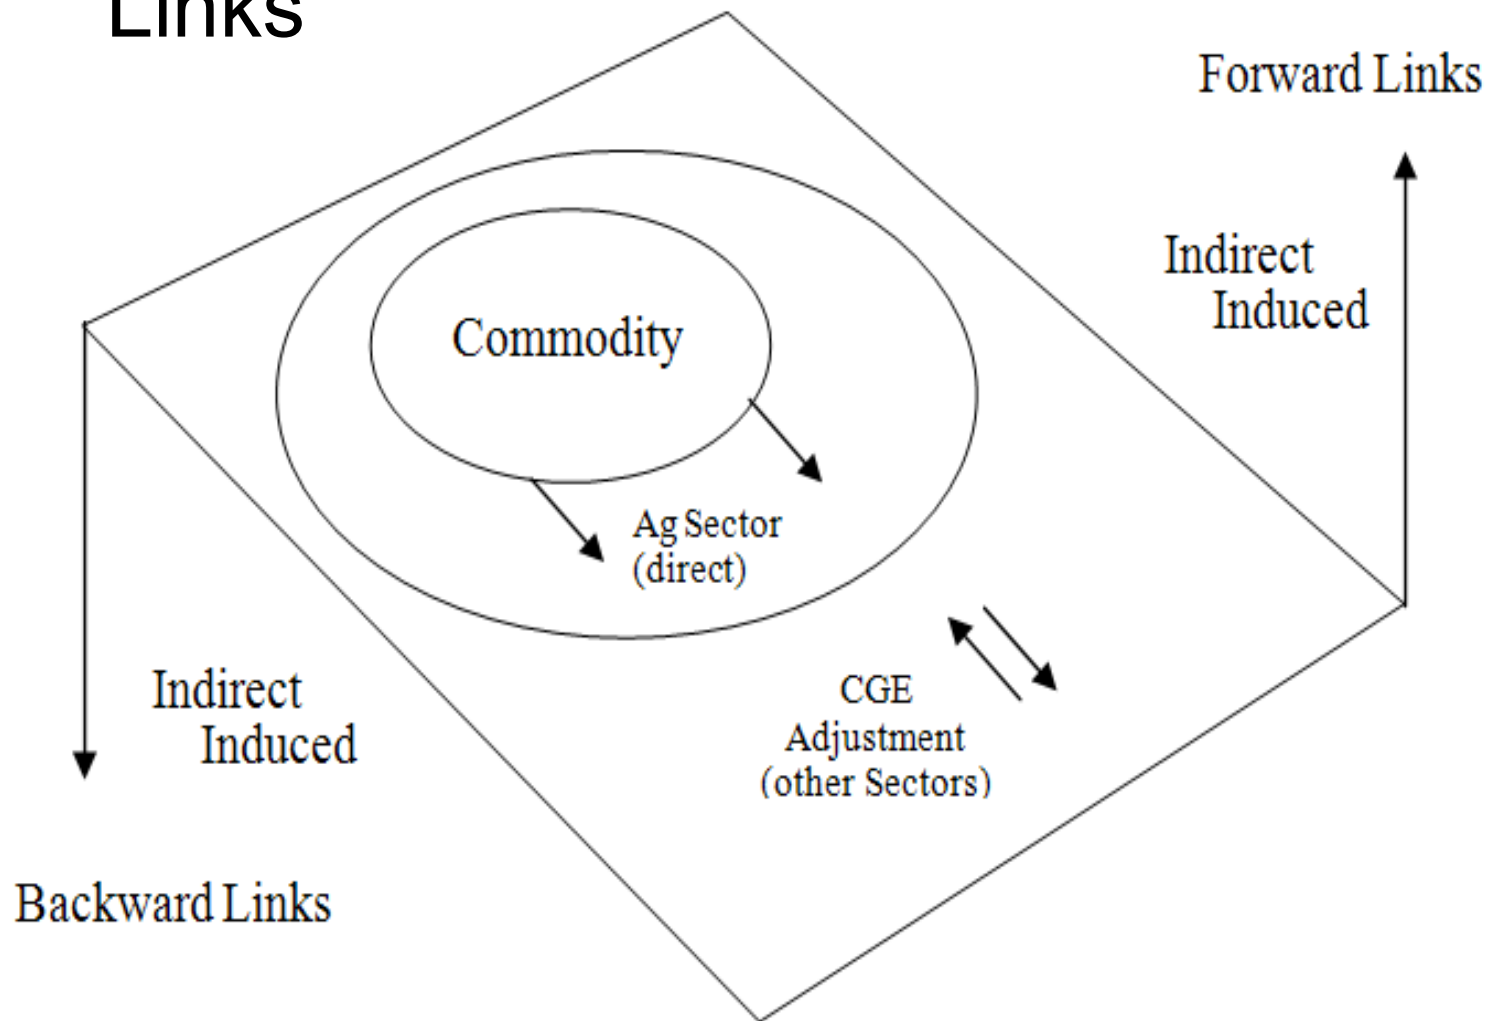 Links
Forward Links
Indirect
Induced
Commodity
Ag Sector
(direct)
Indirect
Induced
CGE
Adjustment
(other Sectors)
Backward Links